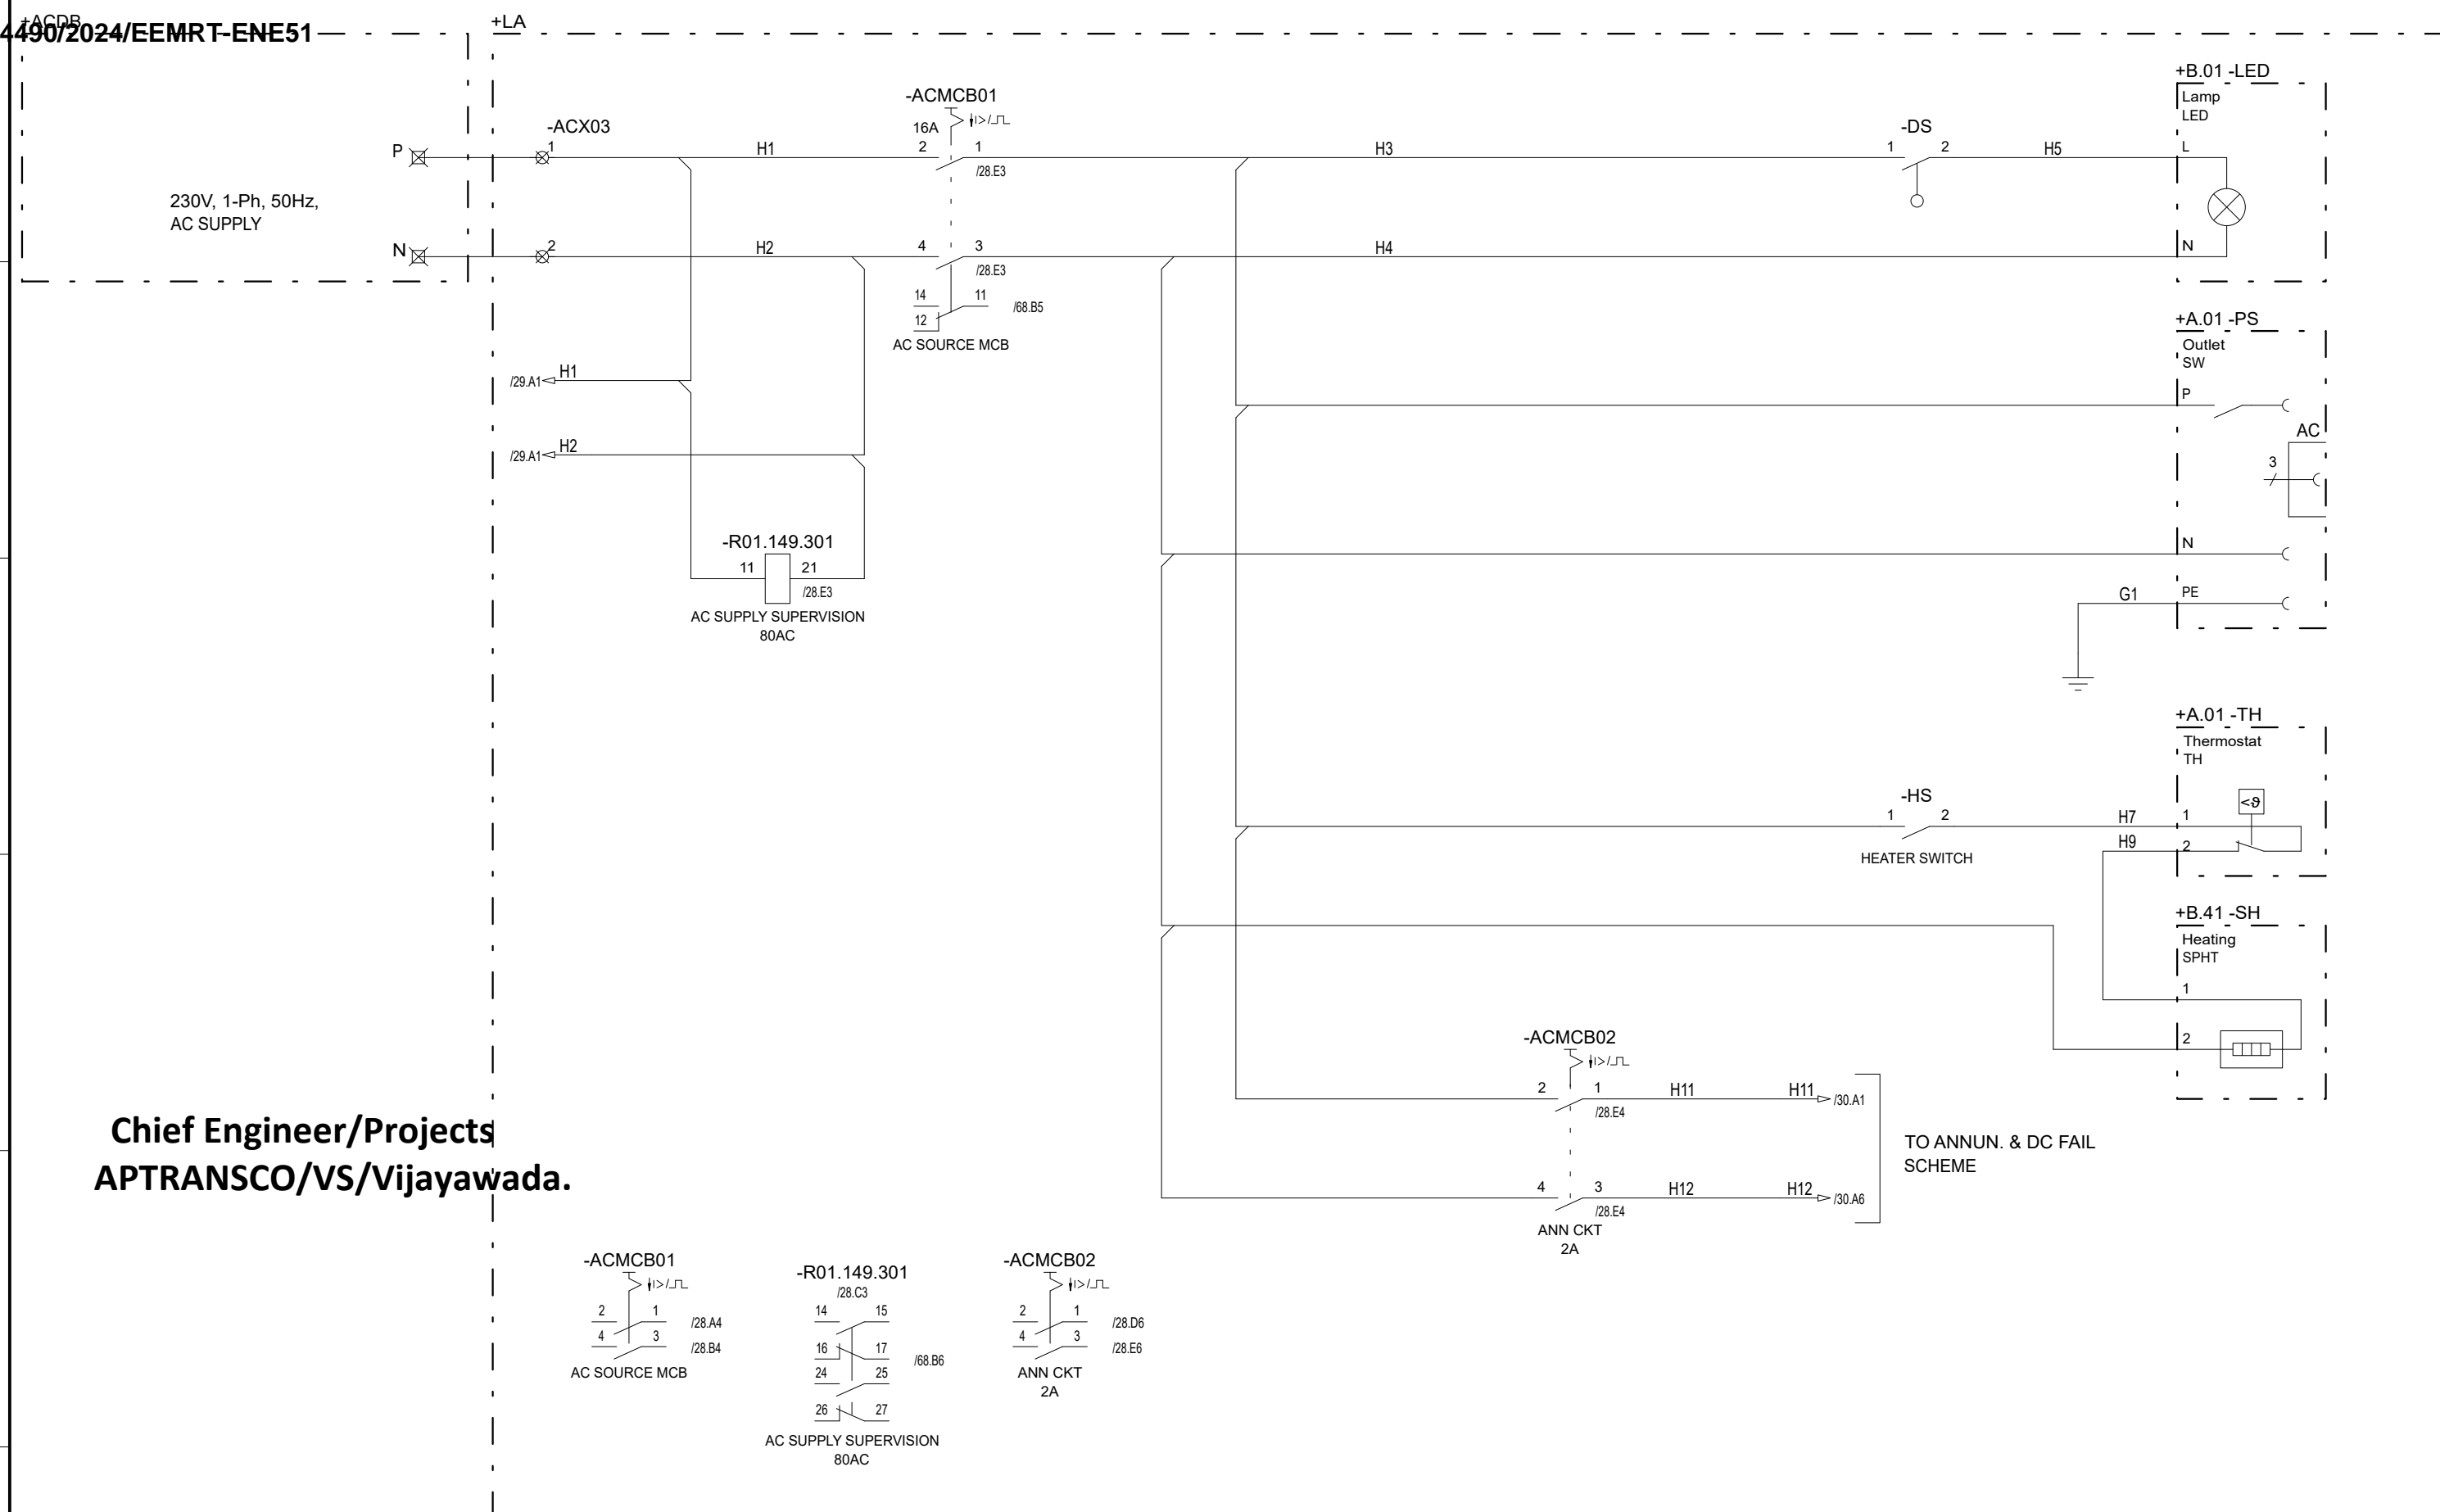 +ACDB
4490/2024/EEMRT-ENE51
+LA
+B.01 -LED
Lamp
LED
-ACMCB01
16A
I>/
-ACX03
-DS
P
1
H1
2
1
H3
1
2
H5
L
/28.E3
230V, 1-Ph, 50Hz,
AC SUPPLY
N
2
H2
4
3
H4
N
/28.E3
14
11
/68.B5
12
AC SOURCE MCB
+A.01 -PS
Outlet
SW
/29.A1
H1
P
AC
/29.A1
H2
3
-R01.149.301
11
21
/28.E3
AC SUPPLY SUPERVISION
80AC
N
G1
PE
+A.01 -TH
Thermostat
TH
<ϑ
-HS
1
2
H7
1
H9
2
HEATER SWITCH
+B.41 -SH
Heating
SPHT
1
2
-ACMCB02
I>/
2
1
H11
H11
/30.A1
/28.E4
TO ANNUN. & DC FAIL
SCHEME
4
3
H12
H12
/30.A6
/28.E4
ANN CKT
2A
Chief Engineer/Projects
APTRANSCO/VS/Vijayawada.
-ACMCB01
I>/
2
1
/28.A4
4
3
/28.B4
AC SOURCE MCB
-R01.149.301
/28.C3
14
15
16
17
/68.B6
24
25
26
27
AC SUPPLY SUPERVISION
80AC
-ACMCB02
I>/
2
1
/28.D6
4
3
/28.E6
ANN CKT
2A